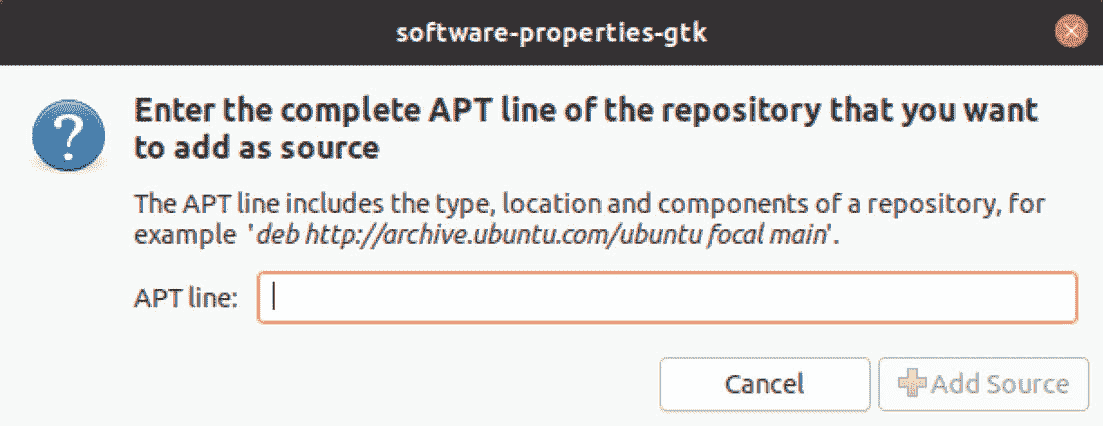 software-properties-gtk
Enter the complete APT line of the repository that you want
to add as source
The APT line includes the type, location and components of a repository, for
example 'deb http://archive.ubuntu.com/ubuntu focal main'.
APT line:
Cancel
Add Source